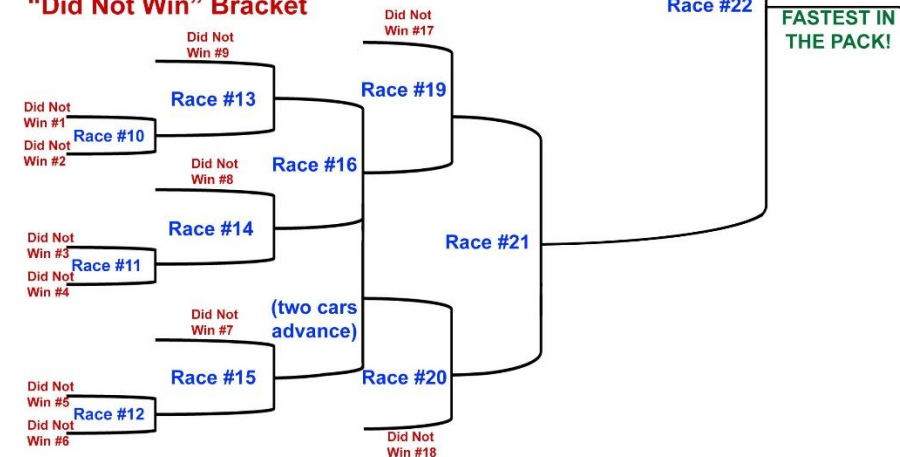 “Did Not Win” Bracket
Race #22
FASTEST IN
THE PACK!
Did Not
Win #17
Did Not
Win #9
Race #19
Race #13
Did Not
Win #1
Race #10
Did Not
Win #2
Race #16
Did Not
Win #8
Race #14
Did Not
Win #3
Race #11
Did Not
Win #4
Race #21
(two cars
advance)
Did Not
Win #7
Race #15
Race #20
Did Not
Win #5
Race #12
Did Not
Win #6
Did Not
Win #18